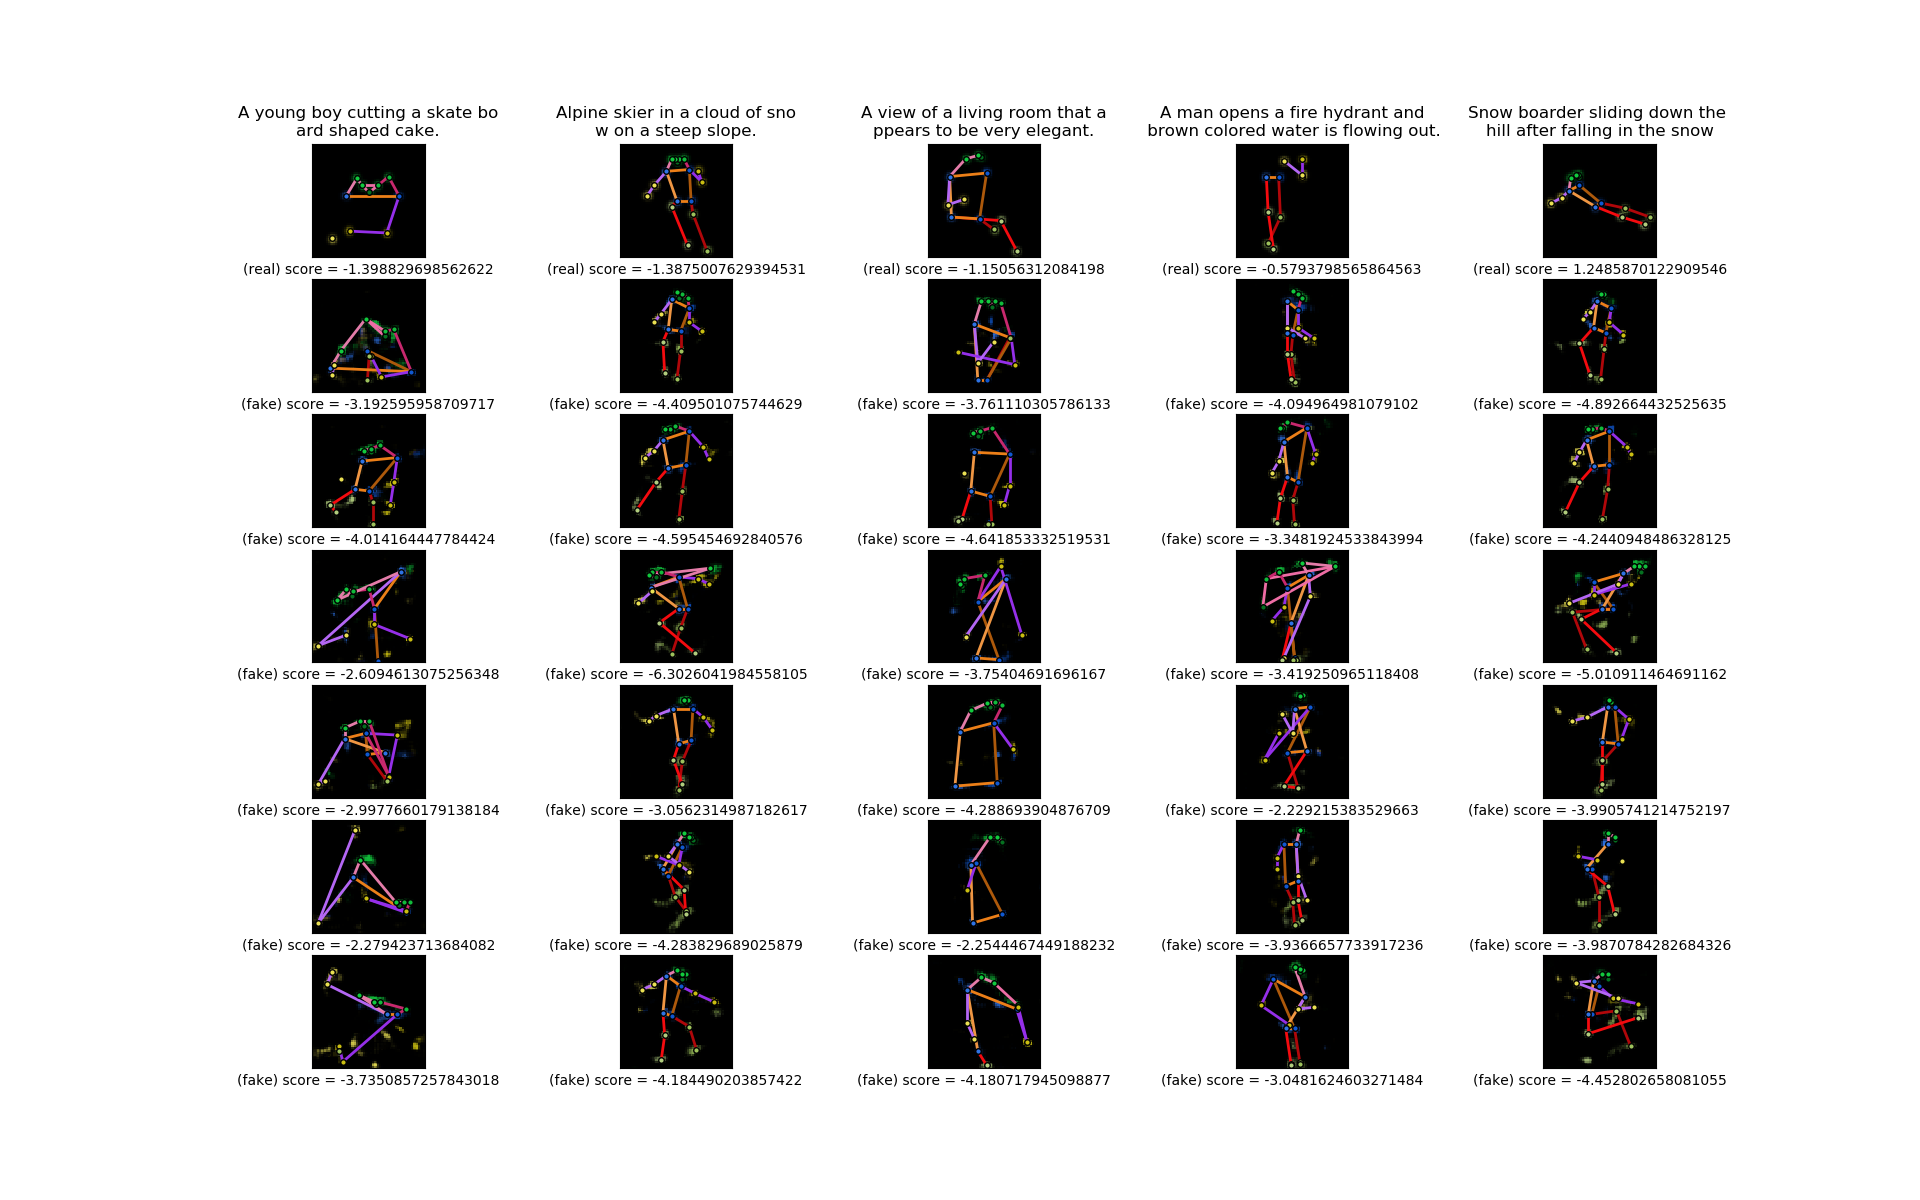 A young boy cutting a skate bo
ard shaped cake.
Alpine skier in a cloud of sno
w on a steep slope.
A view of a living room that a
ppears to be very elegant.
A man opens a fire hydrant and
brown colored water is flowing out.
Snow boarder sliding down the
hill after falling in the snow
(real) score = -1.398829698562622
(real) score = -1.3875007629394531
(real) score = -1.15056312084198
(real) score = -0.5793798565864563
(real) score = 1.2485870122909546
(fake) score = -3.192595958709717
(fake) score = -4.409501075744629
(fake) score = -3.761110305786133
(fake) score = -4.094964981079102
(fake) score = -4.892664432525635
(fake) score = -4.014164447784424
(fake) score = -4.595454692840576
(fake) score = -4.641853332519531
(fake) score = -3.3481924533843994
(fake) score = -4.2440948486328125
(fake) score = -2.6094613075256348
(fake) score = -6.3026041984558105
(fake) score = -3.75404691696167
(fake) score = -3.419250965118408
(fake) score = -5.010911464691162
(fake) score = -2.9977660179138184
(fake) score = -3.0562314987182617
(fake) score = -4.288693904876709
(fake) score = -2.229215383529663
(fake) score = -3.9905741214752197
(fake) score = -2.279423713684082
(fake) score = -4.283829689025879
(fake) score = -2.2544467449188232
(fake) score = -3.9366657733917236
(fake) score = -3.9870784282684326
(fake) score = -3.7350857257843018
(fake) score = -4.184490203857422
(fake) score = -4.180717945098877
(fake) score = -3.0481624603271484
(fake) score = -4.452802658081055